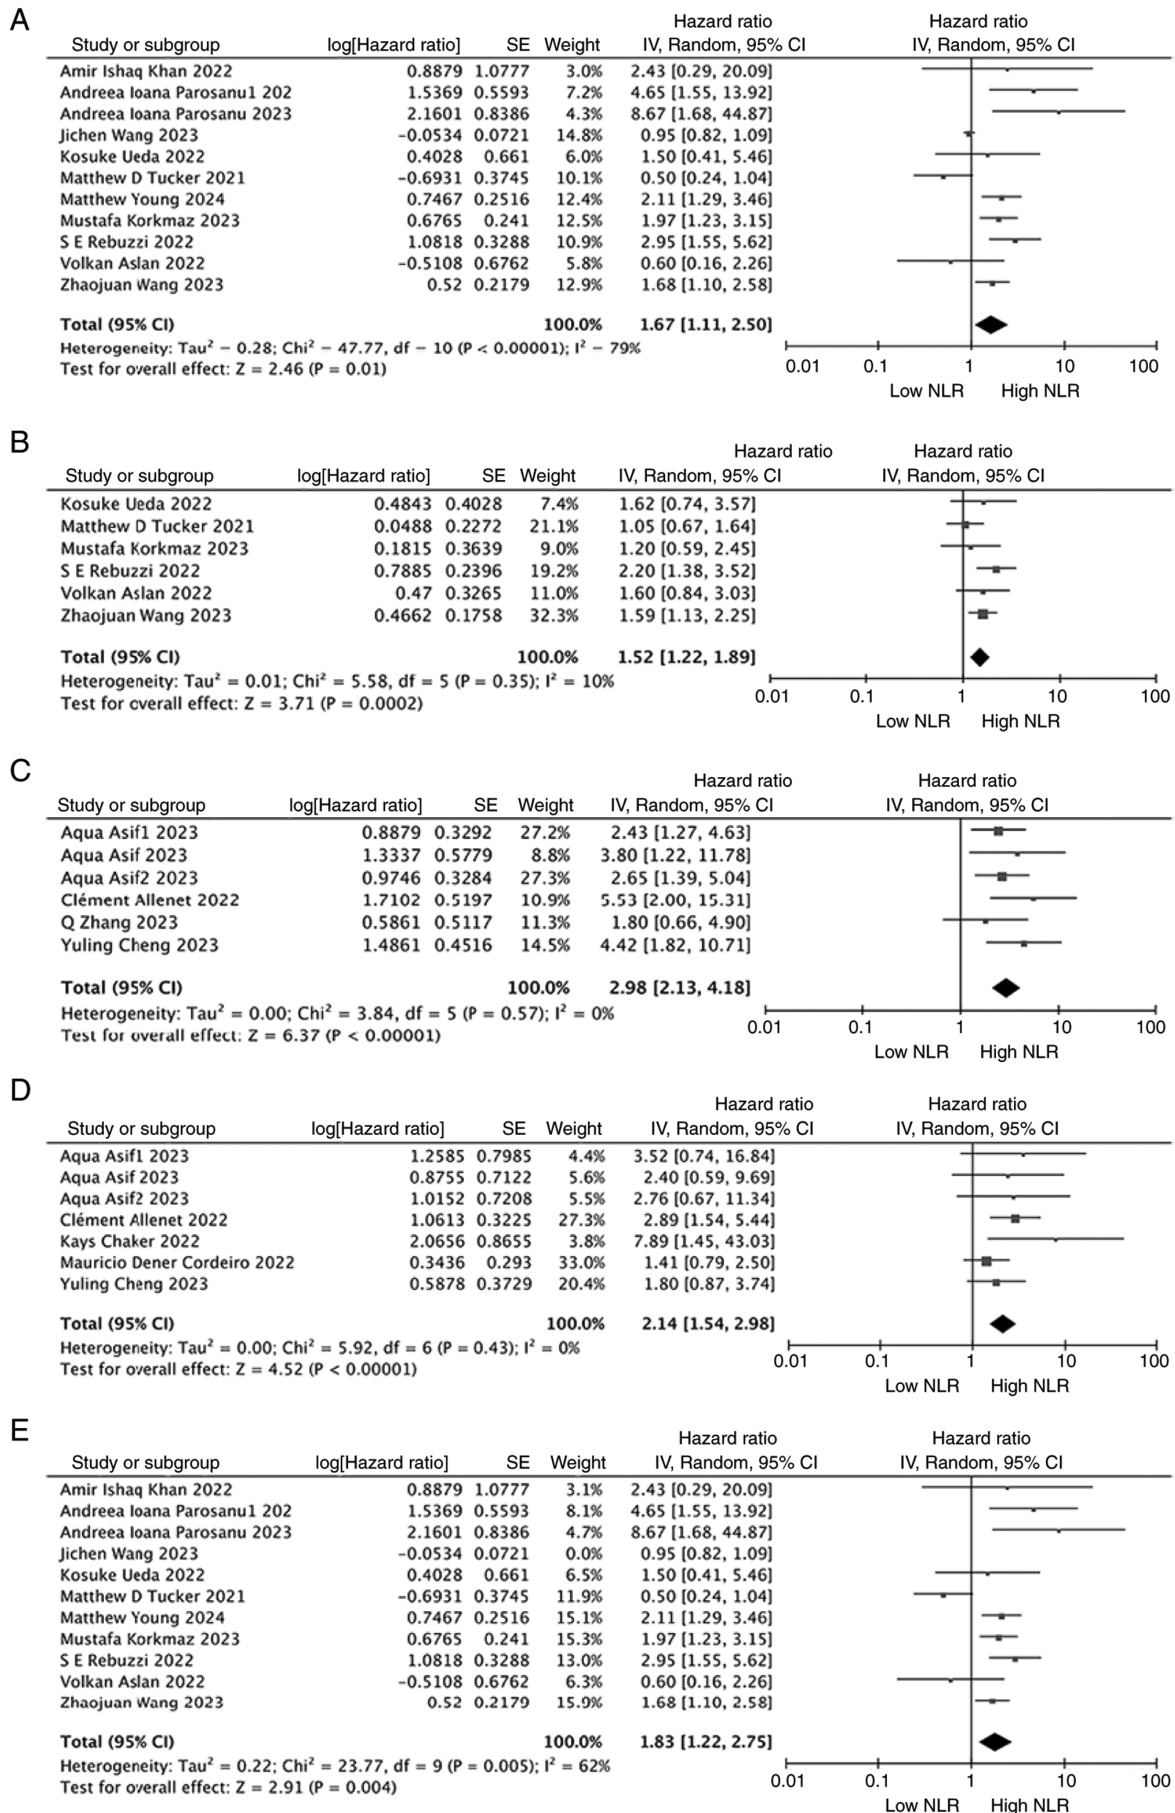 A
Hazard ratio Hazard ratio
Study or subgroup log[Hazard ratio] SE Weight IV, Random, 95% CI IV, Random, 95% CI
Amir Ishaq Khan 2022 0.8879 1.0777 3.0% 2.43 [0.29, 20.09]
Andreea Ioana Parosanu1 202 1.5369 0.5593 7.2% 4.65 [1.55, 13.92]
Andreea Ioana Parosanu 2023 2.1601 0.8386 4.3% 8.67 [1.68, 44.87]
Jichen Wang 2023 −0.0534 0.0721 14.8% 0.95 [0.82, 1.09]
Kosuke Ueda 2022 0.4028 0.661 6.0% 1.50 [0.41, 5.46]
Matthew D Tucker 2021 −0.6931 0.3745 10.1% 0.50 [0.24, 1.04]
Matthew Young 2024 0.7467 0.2516 12.4% 2.11 [1.29, 3.46]
Mustafa Korkmaz 2023 0.6765 0.241 12.5% 1.97 [1.23, 3.15]
S E Rebuzzi 2022 1.0818 0.3288 10.9% 2.95 [1.55, 5.62]
Volkan Aslan 2022 −0.5108 0.6762 5.8% 0.60 [0.16, 2.26]
Zhaojuan Wang 2023 0.52 0.2179 12.9% 1.68 [1.10, 2.58]
Total (95% CI) 100.0% 1.67 [1.11, 2.50]
Heterogeneity: Tau² − 0.28; Chi² − 47.77, df − 10 (P < 0.00001); I² − 79%
Test for overall effect: Z = 2.46 (P = 0.01)
0.01 0.1 1 10 100
Low NLR High NLR
B
Hazard ratio Hazard ratio
Study or subgroup log[Hazard ratio] SE Weight IV, Random, 95% CI IV, Random, 95% CI
Kosuke Ueda 2022 0.4843 0.4028 7.4% 1.62 [0.74, 3.57]
Matthew D Tucker 2021 0.0488 0.2272 21.1% 1.05 [0.67, 1.64]
Mustafa Korkmaz 2023 0.1815 0.3639 9.0% 1.20 [0.59, 2.45]
S E Rebuzzi 2022 0.7885 0.2396 19.2% 2.20 [1.38, 3.52]
Volkan Aslan 2022 0.47 0.3265 11.0% 1.60 [0.84, 3.03]
Zhaojuan Wang 2023 0.4662 0.1758 32.3% 1.59 [1.13, 2.25]
Total (95% CI) 100.0% 1.52 [1.22, 1.89]
Heterogeneity: Tau² = 0.01; Chi² = 5.58, df = 5 (P = 0.35); I² = 10%
Test for overall effect: Z = 3.71 (P = 0.0002)
0.01 0.1 1 10 100
Low NLR High NLR
C
Hazard ratio Hazard ratio
Study or subgroup log[Hazard ratio] SE Weight IV, Random, 95% CI IV, Random, 95% CI
Aqua Asif1 2023 0.8879 0.3292 27.2% 2.43 [1.27, 4.63]
Aqua Asif 2023 1.3337 0.5779 8.8% 3.80 [1.22, 11.78]
Aqua Asif2 2023 0.9746 0.3284 27.3% 2.65 [1.39, 5.04]
Clément Allenet 2022 1.7102 0.5197 10.9% 5.53 [2.00, 15.31]
Q Zhang 2023 0.5861 0.5117 11.3% 1.80 [0.66, 4.90]
Yuling Cheng 2023 1.4861 0.4516 14.5% 4.42 [1.82, 10.71]
Total (95% CI) 100.0% 2.98 [2.13, 4.18]
Heterogeneity: Tau² = 0.00; Chi² = 3.84, df = 5 (P = 0.57); I² = 0%
Test for overall effect: Z = 6.37 (P < 0.00001)
0.01 0.1 1 10 100
Low NLR High NLR
D
Hazard ratio Hazard ratio
Study or subgroup log[Hazard ratio] SE Weight IV, Random, 95% CI IV, Random, 95% CI
Aqua Asif1 2023 1.2585 0.7985 4.4% 3.52 [0.74, 16.84]
Aqua Asif 2023 0.8755 0.7122 5.6% 2.40 [0.59, 9.69]
Aqua Asif2 2023 1.0152 0.7208 5.5% 2.76 [0.67, 11.34]
Clément Allenet 2022 1.0613 0.3225 27.3% 2.89 [1.54, 5.44]
Kays Chaker 2022 2.0656 0.8655 3.8% 7.89 [1.45, 43.03]
Mauricio Dener Cordeiro 2022 0.3436 0.293 33.0% 1.41 [0.79, 2.50]
Yuling Cheng 2023 0.5878 0.3729 20.4% 1.80 [0.87, 3.74]
Total (95% CI) 100.0% 2.14 [1.54, 2.98]
Heterogeneity: Tau² = 0.00; Chi² = 5.92, df = 6 (P = 0.43); I² = 0%
Test for overall effect: Z = 4.52 (P < 0.00001)
0.01 0.1 1 10 100
Low NLR High NLR
E
Hazard ratio Hazard ratio
Study or subgroup log[Hazard ratio] SE Weight IV, Random, 95% CI IV, Random, 95% CI
Amir Ishaq Khan 2022 0.8879 1.0777 3.1% 2.43 [0.29, 20.09]
Andreea Ioana Parosanu1 202 1.5369 0.5593 8.1% 4.65 [1.55, 13.92]
Andreea Ioana Parosanu 2023 2.1601 0.8386 4.7% 8.67 [1.68, 44.87]
Jichen Wang 2023 −0.0534 0.0721 0.0% 0.95 [0.82, 1.09]
Kosuke Ueda 2022 0.4028 0.661 6.5% 1.50 [0.41, 5.46]
Matthew D Tucker 2021 −0.6931 0.3745 11.9% 0.50 [0.24, 1.04]
Matthew Young 2024 0.7467 0.2516 15.1% 2.11 [1.29, 3.46]
Mustafa Korkmaz 2023 0.6765 0.241 15.3% 1.97 [1.23, 3.15]
S E Rebuzzi 2022 1.0818 0.3288 13.0% 2.95 [1.55, 5.62]
Volkan Aslan 2022 −0.5108 0.6762 6.3% 0.60 [0.16, 2.26]
Zhaojuan Wang 2023 0.52 0.2179 15.9% 1.68 [1.10, 2.58]
Total (95% CI) 100.0% 1.83 [1.22, 2.75]
Heterogeneity: Tau² = 0.22; Chi² = 23.77, df = 9 (P = 0.005); I² = 62%
Test for overall effect: Z = 2.91 (P = 0.004)
0.01 0.1 1 10 100
Low NLR High NLR